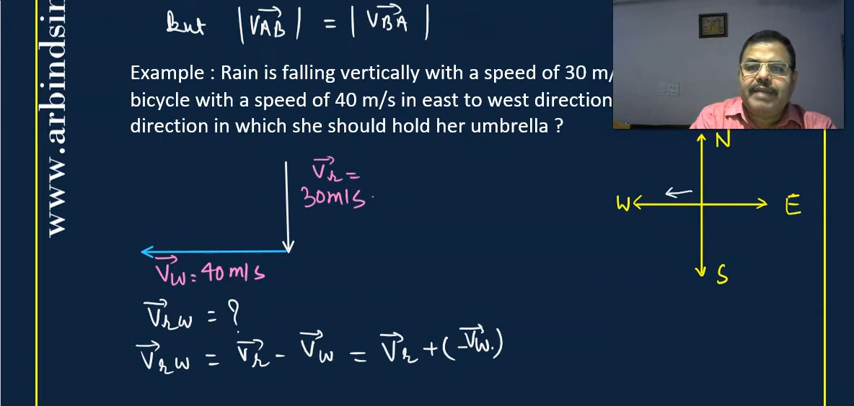 but |V⃗AB| = |V⃗BA|
Example : Rain is falling vertically with a speed of 30 m/
bicycle with a speed of 40 m/s in east to west direction
direction in which she should hold her umbrella ?
www.arbindsin
V⃗r =
30m/s
N
W
E
S
V⃗w = 40 m/s
V⃗rw = ?
V⃗rw = V⃗r - V⃗w = V⃗r + (-V⃗w)